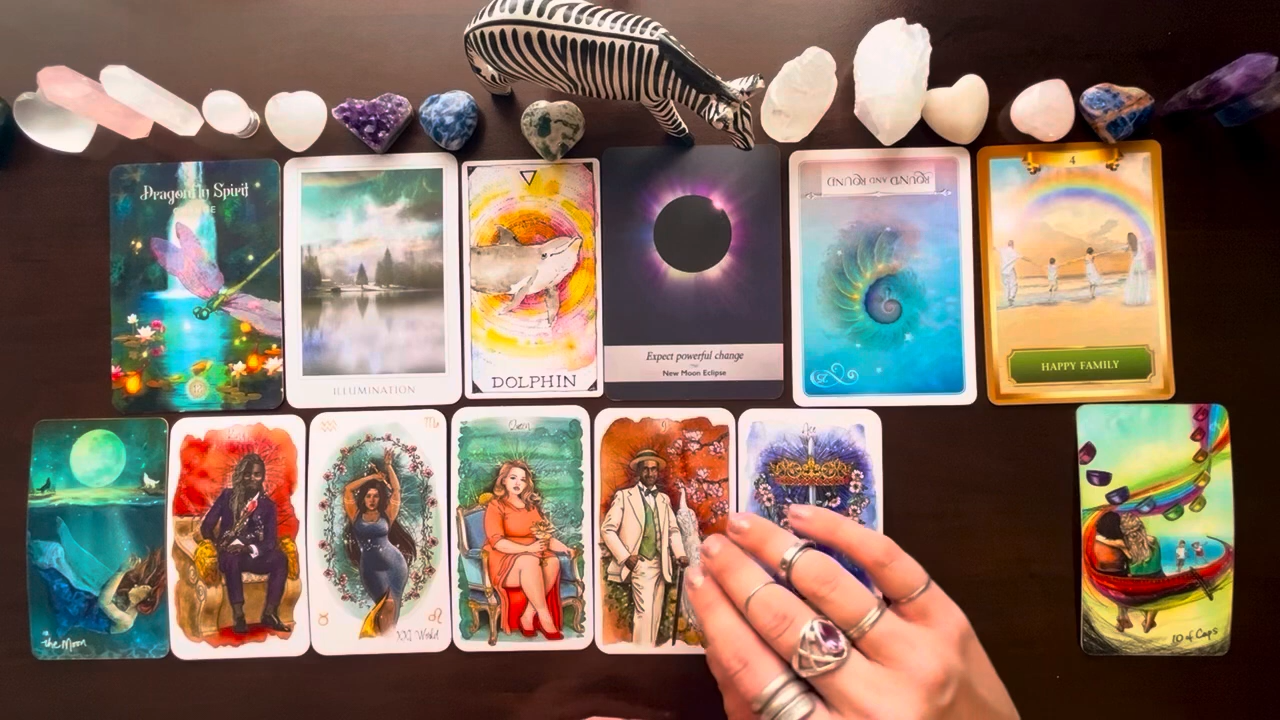 Dragonfly Spirit
ILLUMINATION
DOLPHIN
Expect powerful change
New Moon Eclipse
ROUND AND ROUND
4
HAPPY FAMILY
the Moon
XXI World
Queen
Ace
10 of Cups